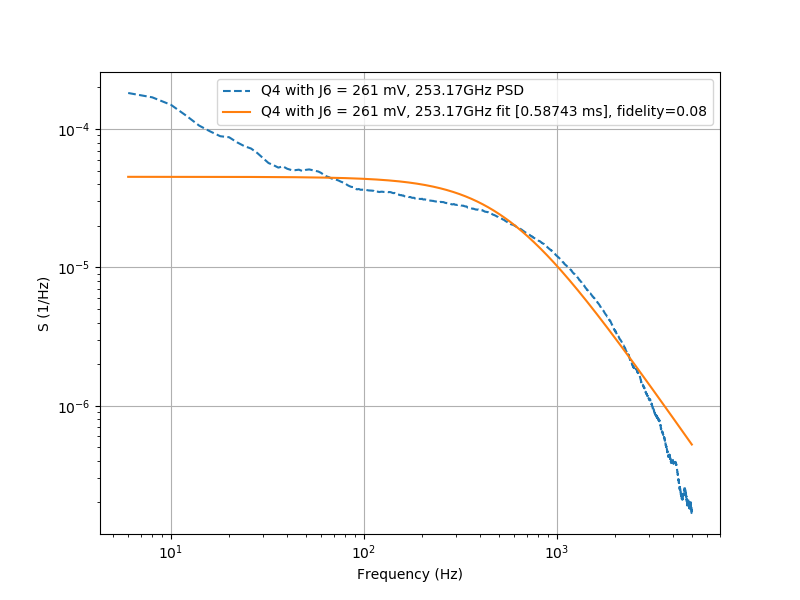 Q4 with J6 = 261 mV, 253.17GHz PSD
Q4 with J6 = 261 mV, 253.17GHz fit [0.58743 ms], fidelity=0.08
10⁻⁴
10⁻⁵
10⁻⁶
S (1/Hz)
10¹ 10² 10³
Frequency (Hz)